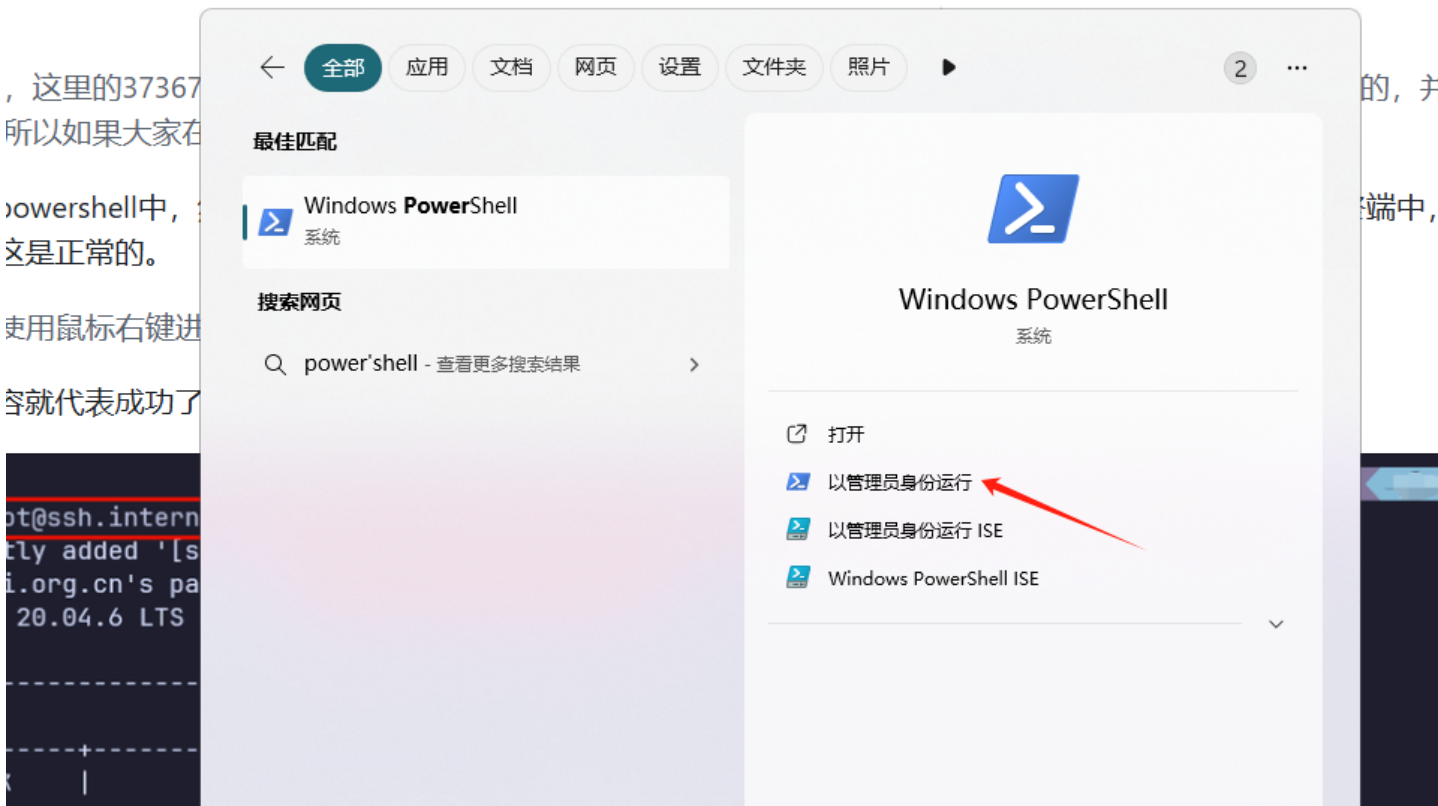 全部 应用 文档 网页 设置 文件夹 照片 2
，这里的37367
的，并
所以如果大家在
最佳匹配
Windows PowerShell
系统
powershell中，
终端中，
这是正常的。
搜索网页
使用鼠标右键进
power'shell - 查看更多搜索结果
容就代表成功了
Windows PowerShell
系统
打开
以管理员身份运行
以管理员身份运行 ISE
Windows PowerShell ISE
ot@ssh.intern
tly added '[s
i.org.cn's pa
20.04.6 LTS
-------------
-----+-------
|